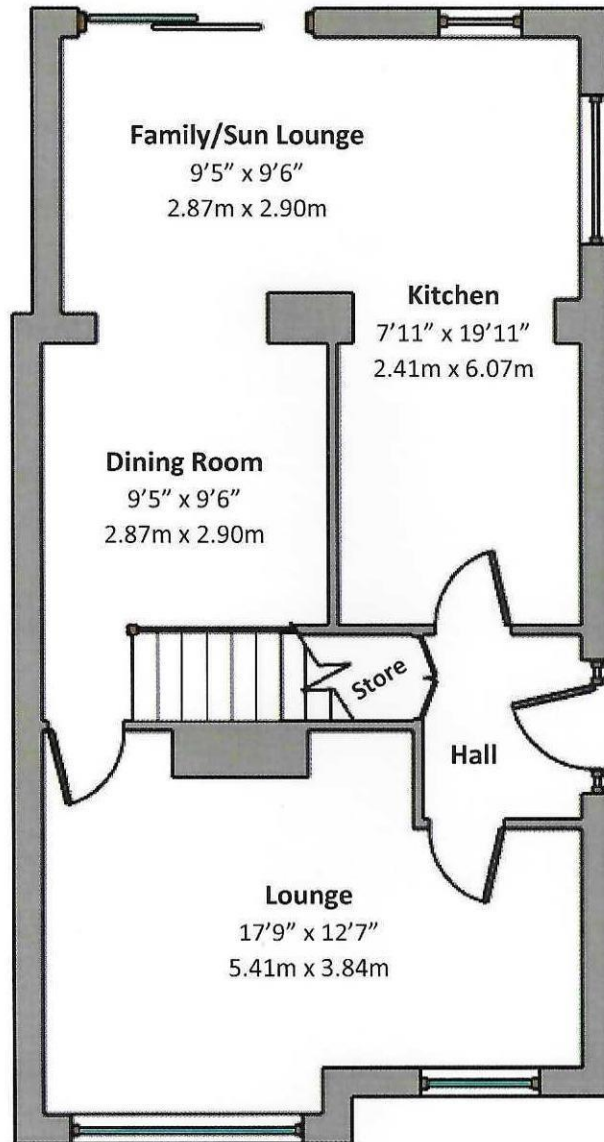 Family/Sun Lounge
9’5” x 9’6”
2.87m x 2.90m
Kitchen
7’11” x 19’11”
2.41m x 6.07m
Dining Room
9’5” x 9’6”
2.87m x 2.90m
Store
Hall
Lounge
17’9” x 12’7”
5.41m x 3.84m